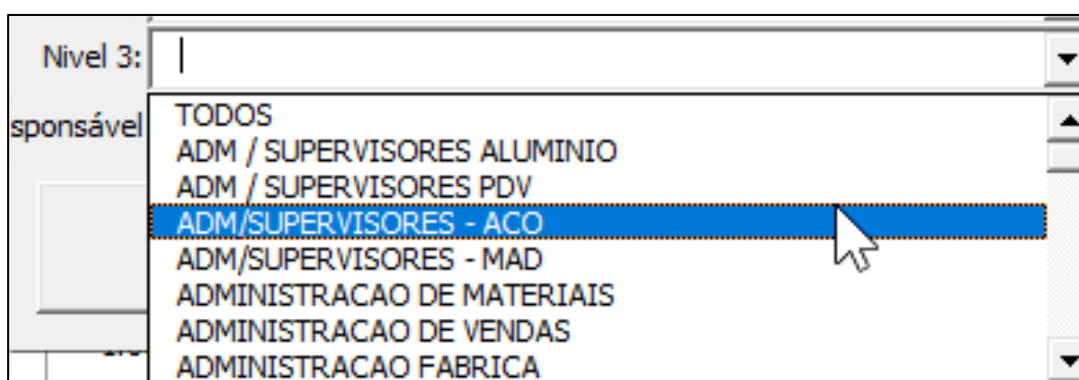 Nivel 3:
sponsável
TODOS
ADM / SUPERVISORES ALUMINIO
ADM / SUPERVISORES PDV
ADM/SUPERVISORES - ACO
ADM/SUPERVISORES - MAD
ADMINISTRACAO DE MATERIAIS
ADMINISTRACAO DE VENDAS
ADMINISTRACAO FABRICA